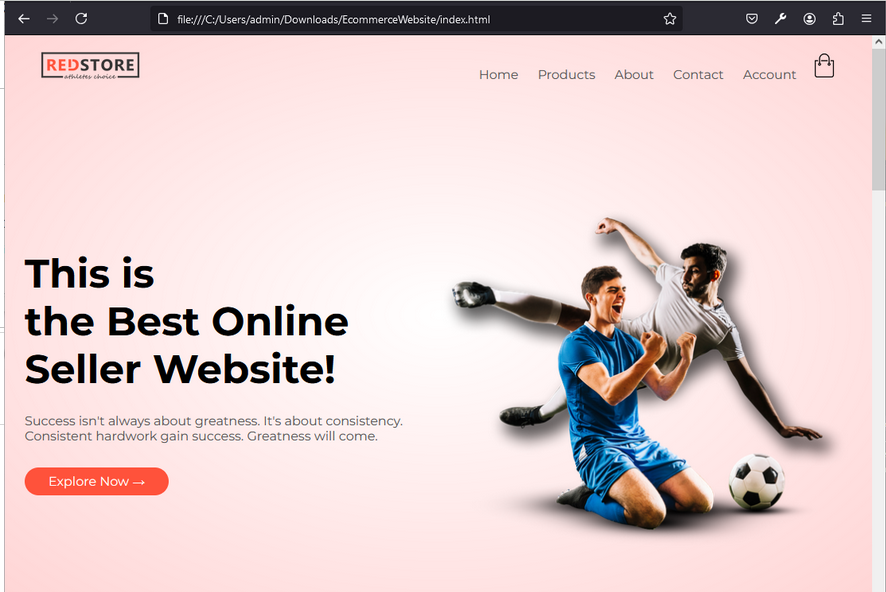 file:///C:/Users/admin/Downloads/EcommerceWebsite/index.html
REDSTORE
athletes choice
Home Products About Contact Account
This is
the Best Online
Seller Website!
Success isn't always about greatness. It's about consistency.
Consistent hardwork gain success. Greatness will come.
Explore Now →